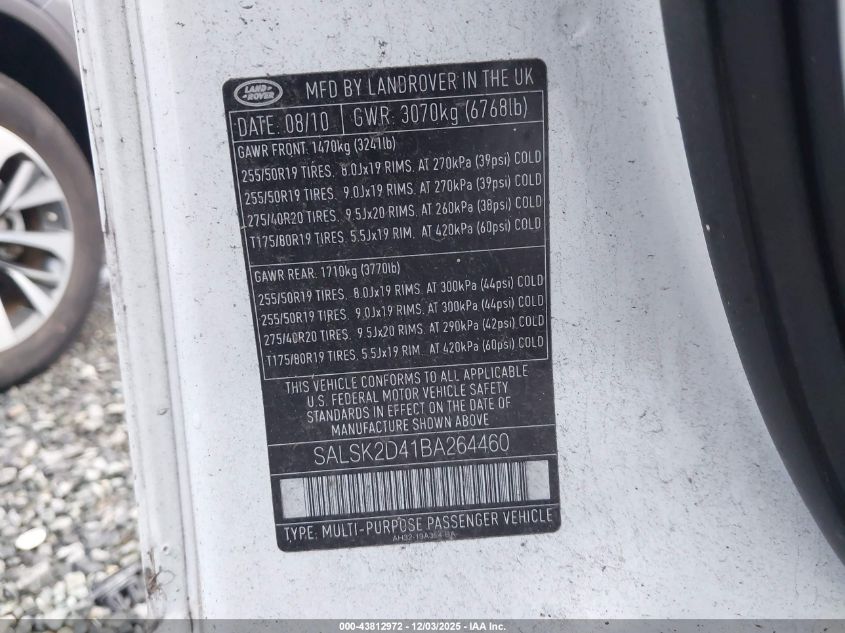 LAND
ROVER
MFD BY LANDROVER IN THE UK
DATE: 08/10 GWR: 3070kg (6768lb)
GAWR FRONT: 1470kg (3241lb)
255/50R19 TIRES. 8.0Jx19 RIMS. AT 270kPa (39psi) COLD
255/50R19 TIRES. 9.0Jx19 RIMS. AT 270kPa (39psi) COLD
275/40R20 TIRES. 9.5Jx20 RIMS. AT 260kPa (38psi) COLD
T175/80R19 TIRES. 5.5Jx19 RIM. AT 420kPa (60psi) COLD
GAWR REAR: 1710kg (3770lb)
255/50R19 TIRES. 8.0Jx19 RIMS. AT 300kPa (44psi) COLD
255/50R19 TIRES. 9.0Jx19 RIMS. AT 300kPa (44psi) COLD
275/40R20 TIRES. 9.5Jx20 RIMS. AT 290kPa (42psi) COLD
T175/80R19 TIRES. 5.5Jx19 RIM. AT 420kPa (60psi) COLD
THIS VEHICLE CONFORMS TO ALL APPLICABLE
U.S. FEDERAL MOTOR VEHICLE SAFETY
STANDARDS IN EFFECT ON THE DATE OF
MANUFACTURE SHOWN ABOVE
SALSK2D41BA264460
TYPE: MULTI-PURPOSE PASSENGER VEHICLE
000-43812972 - 12/03/2025 - IAA Inc.